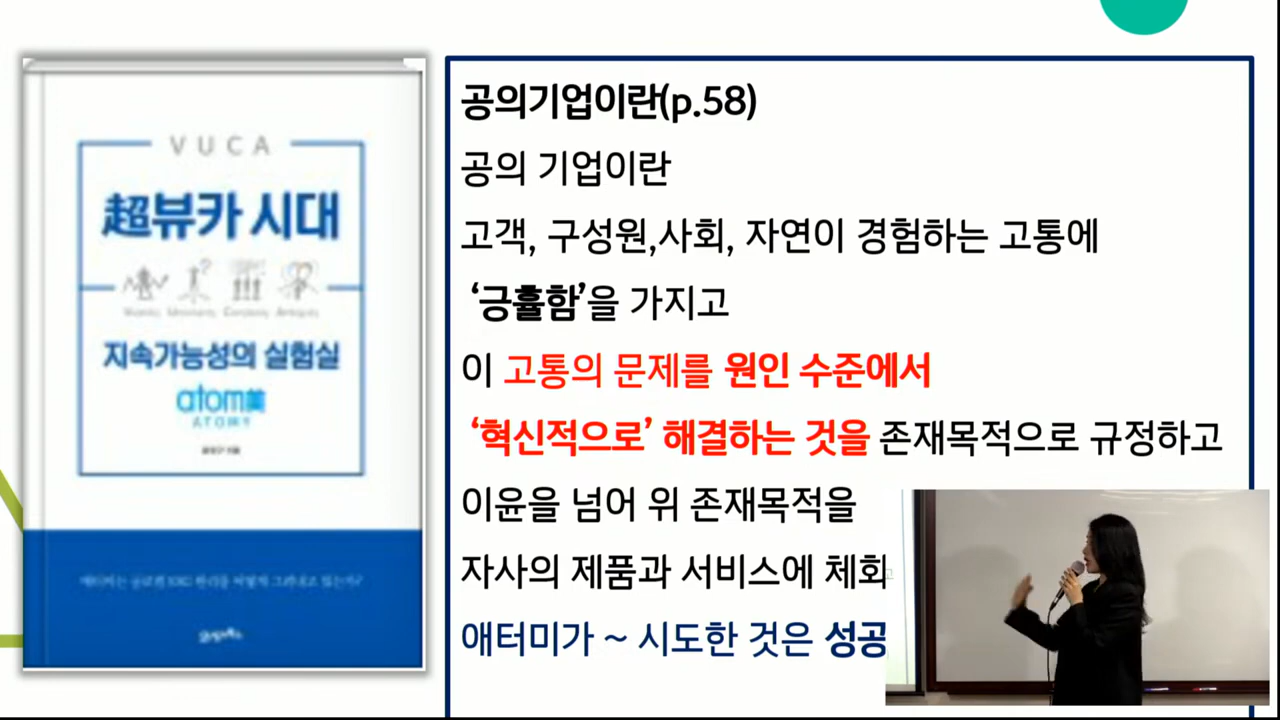 VUCA
超뷰카 시대
지속가능성의 실험실
atom美
ATOMY
공의기업이란(p.58)
공의 기업이란
고객, 구성원,사회, 자연이 경험하는 고통에
‘긍휼함’을 가지고
이 고통의 문제를 원인 수준에서
‘혁신적으로’ 해결하는 것을 존재목적으로 규정하고
이윤을 넘어 위 존재목적을
자사의 제품과 서비스에 체화
애터미가 ~ 시도한 것은 성공